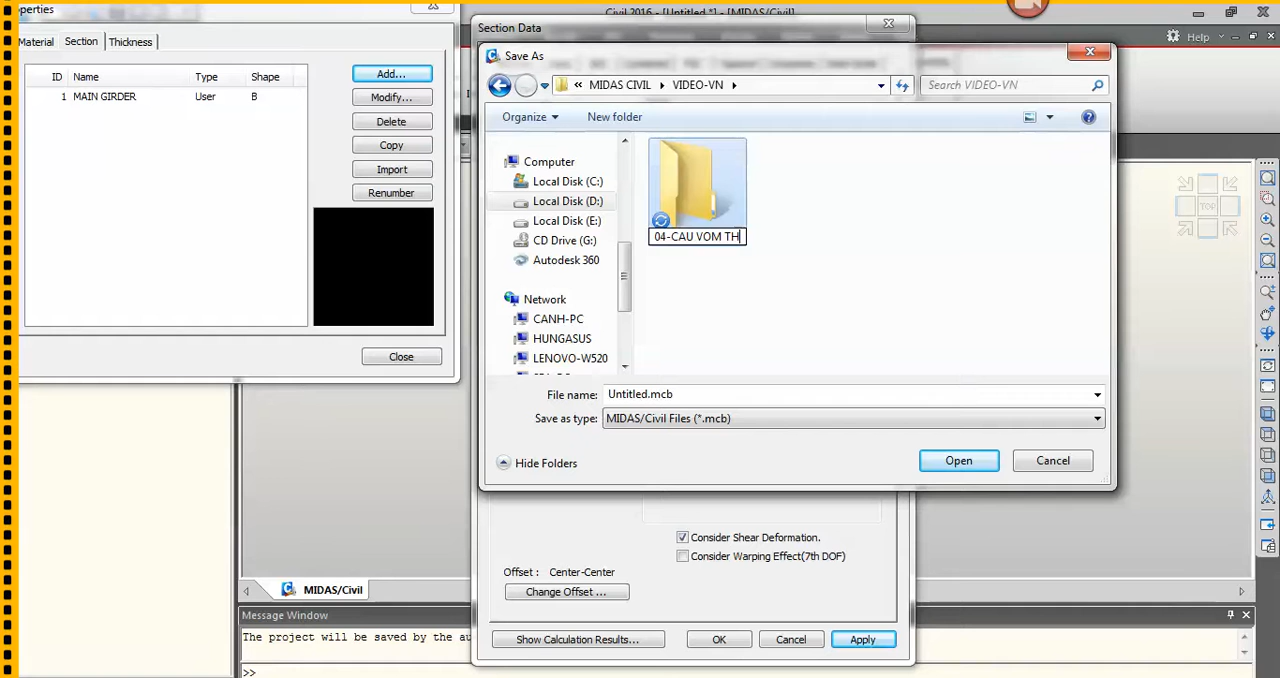 operties
Civil 2016 - [Untitled *] - [MIDAS/Civil]
Help
Material Section Thickness
ID Name Type Shape
1 MAIN GIRDER User B
Add...
Modify...
Delete
Copy
Import
Renumber
Close
Section Data
Save As
« MIDAS CIVIL VIDEO-VN
Search VIDEO-VN
Organize New folder
Computer
Local Disk (C:)
Local Disk (D:)
Local Disk (E:)
CD Drive (G:)
Autodesk 360
Network
CANH-PC
HUNGASUS
LENOVO-W520
04-CAU VOM TH
File name: Untitled.mcb
Save as type: MIDAS/Civil Files (*.mcb)
Hide Folders
Open Cancel
TOP
Consider Shear Deformation.
Consider Warping Effect(7th DOF)
Offset : Center-Center
Change Offset ...
Show Calculation Results... OK Cancel Apply
MIDAS/Civil
Message Window
The project will be saved by the au
>>